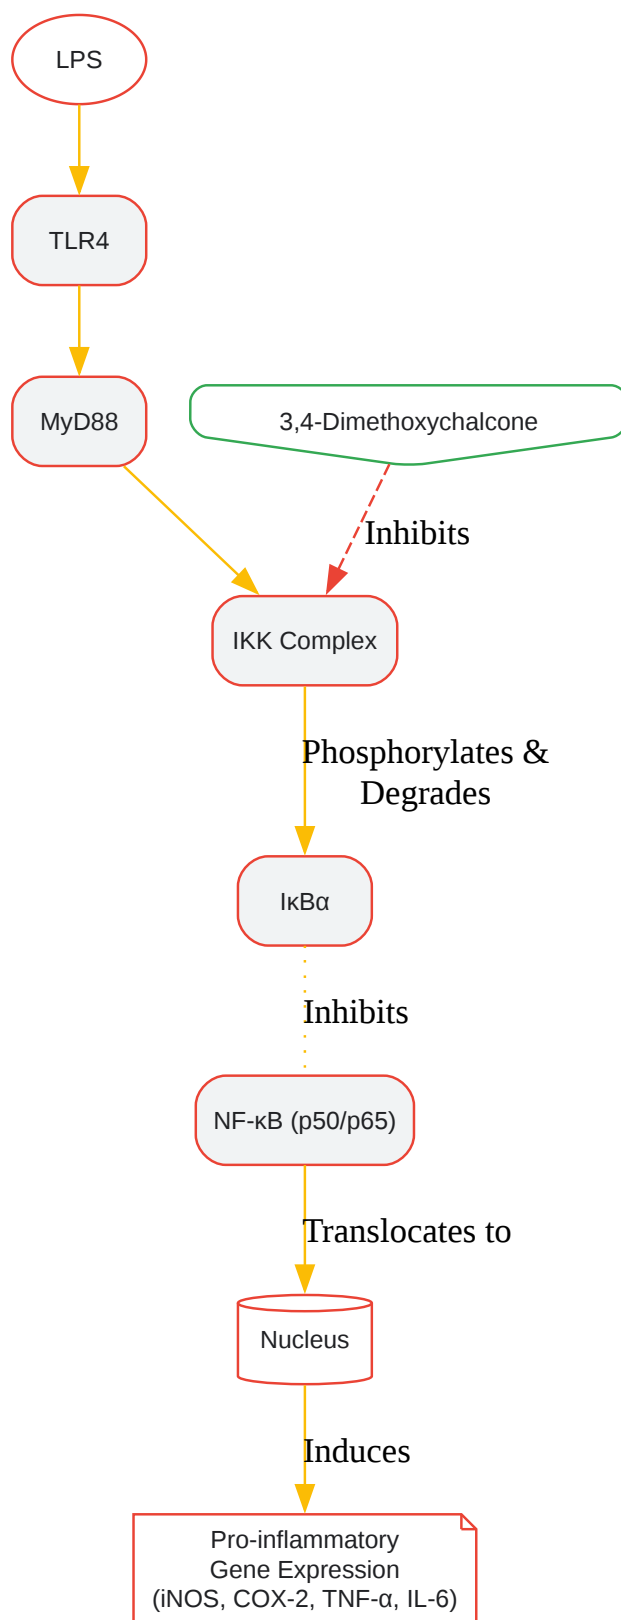 LPS
TLR4
MyD88
3,4-Dimethoxychalcone
Inhibits
IKK Complex
Phosphorylates &
Degrades
IκBα
Inhibits
NF-κB (p50/p65)
Translocates to
Nucleus
Induces
Pro-inflammatory
Gene Expression
(iNOS, COX-2, TNF-α, IL-6)